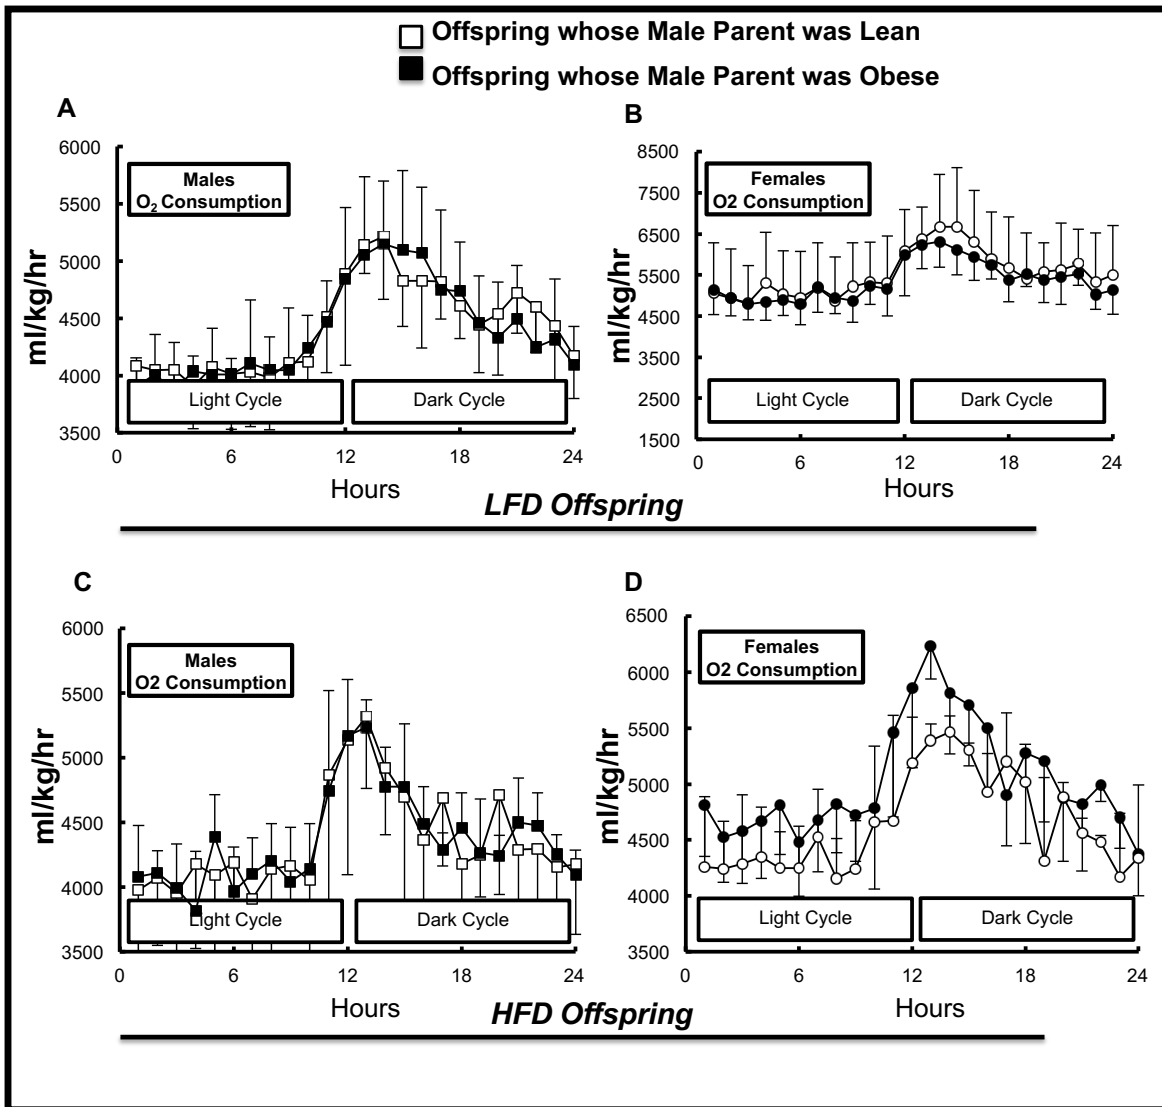 Offspring whose Male Parent was Lean
Offspring whose Male Parent was Obese
A
ml/kg/hr
6000
5500
5000
4500
4000
3500
Males
O₂ Consumption
Light Cycle
Dark Cycle
0
6
12
18
24
Hours
B
ml/kg/hr
8500
7500
6500
5500
4500
3500
2500
1500
Females
O2 Consumption
Light Cycle
Dark Cycle
0
6
12
18
24
Hours
LFD Offspring
C
ml/kg/hr
6000
5500
5000
4500
4000
3500
Males
O2 Consumption
Light Cycle
Dark Cycle
0
6
12
18
24
Hours
D
ml/kg/hr
6500
6000
5500
5000
4500
4000
3500
Females
O2 Consumption
Light Cycle
Dark Cycle
0
6
12
18
24
Hours
HFD Offspring